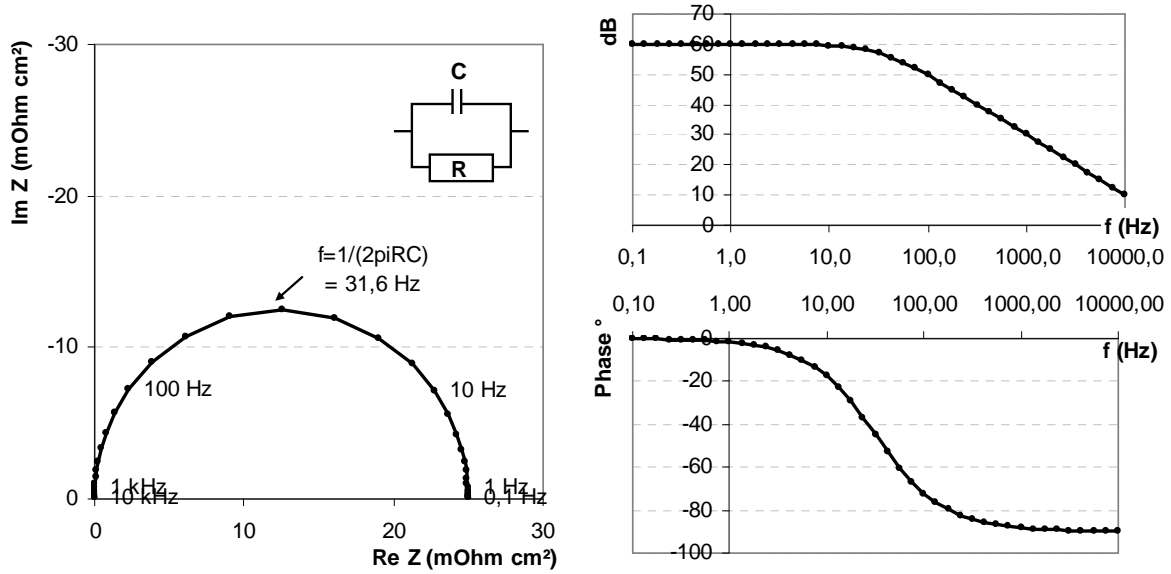 -30
-20
-10
0
Im Z (mOhm cm²)
C
R
f=1/(2piRC)
= 31,6 Hz
100 Hz
10 Hz
1 kHz
10 kHz
1 Hz
0,1 Hz
0
10
20
30
Re Z (mOhm cm²)
70
60
50
40
30
20
10
0
dB
f (Hz)
0,1
1,0
10,0
100,0
1000,0
10000,0
0,10
1,00
10,00
100,00
1000,00
10000,00
0
-20
-40
-60
-80
-100
Phase °
f (Hz)